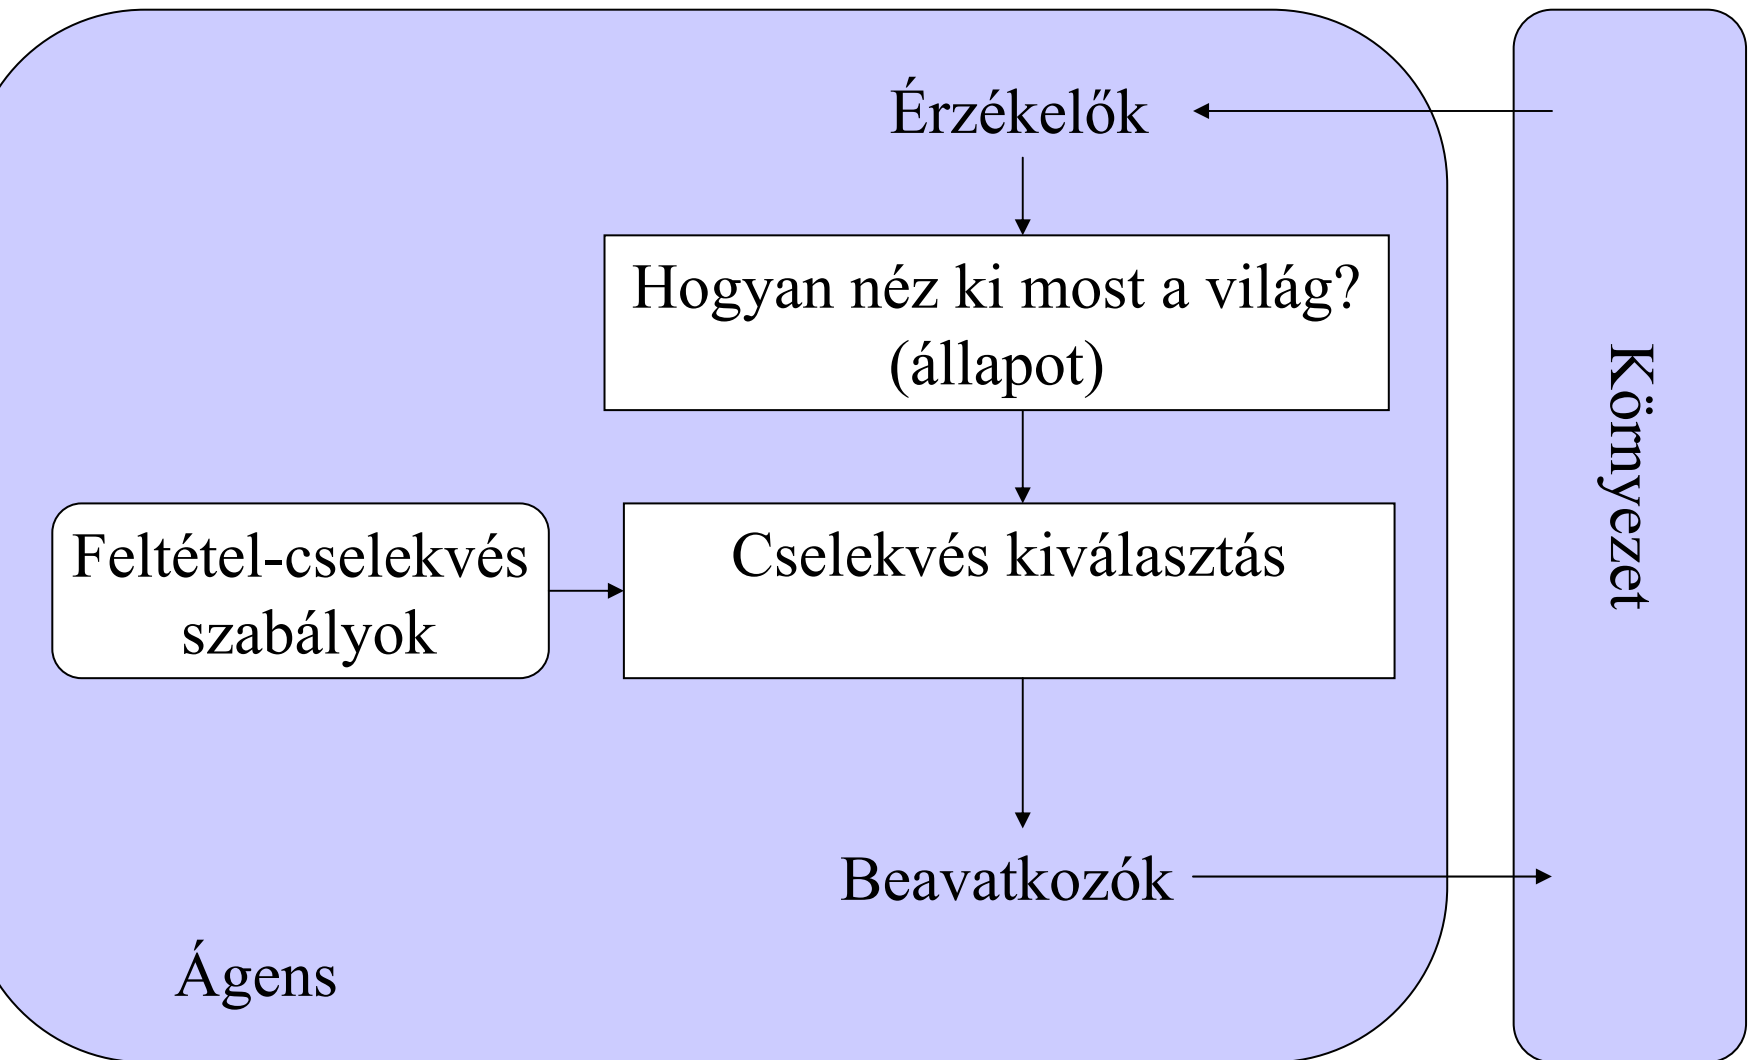 Érzékelők
Hogyan néz ki most a világ?
(állapot)
Környezet
Feltétel-cselekvés
szabályok
Cselekvés kiválasztás
Beavatkozók
Ágens